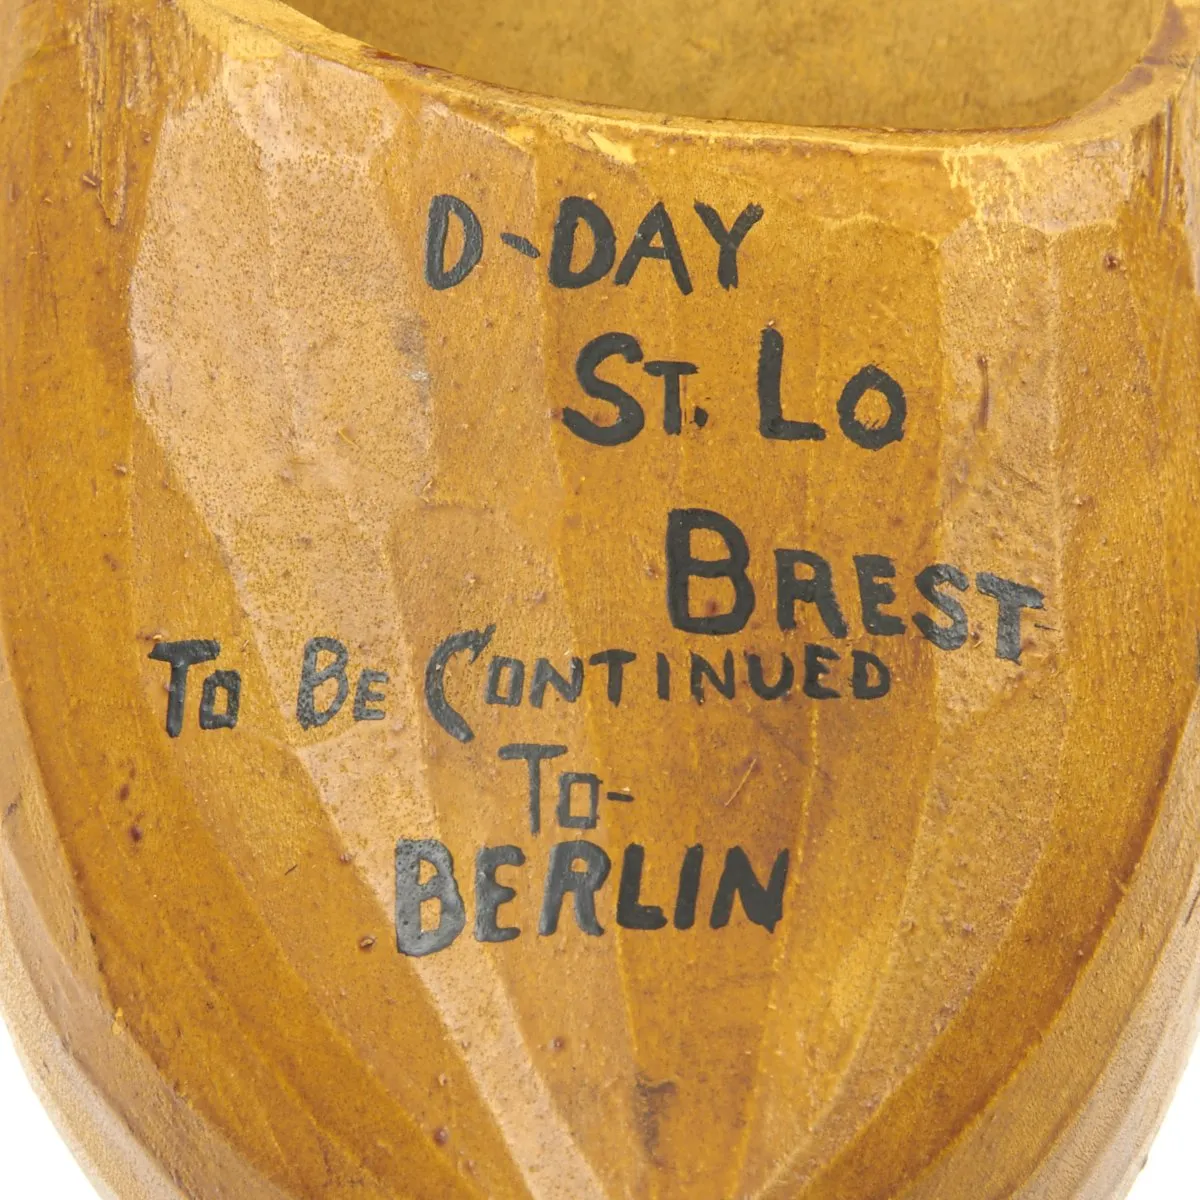 D-DAY
ST. LO
BREST
TO BE CONTINUED
TO-
BERLIN